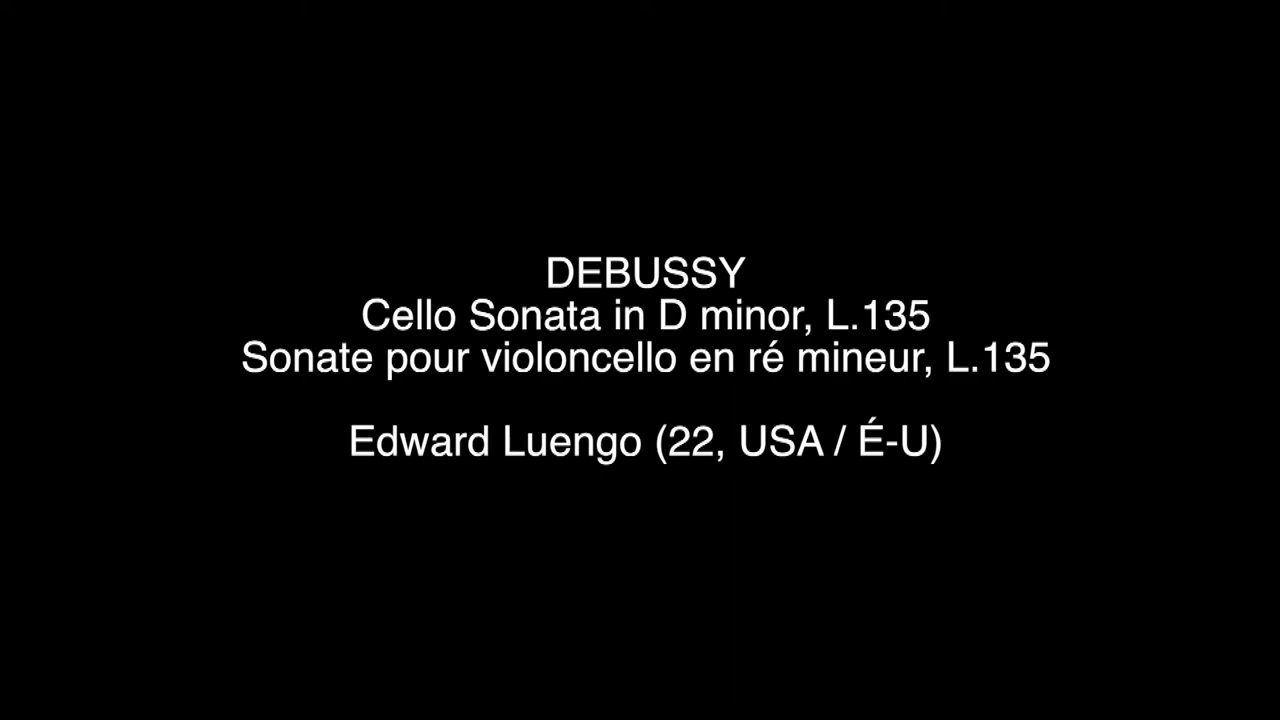 DEBUSSY
Cello Sonata in D minor, L.135
Sonate pour violoncello en ré mineur, L.135
Edward Luengo (22, USA / É-U)